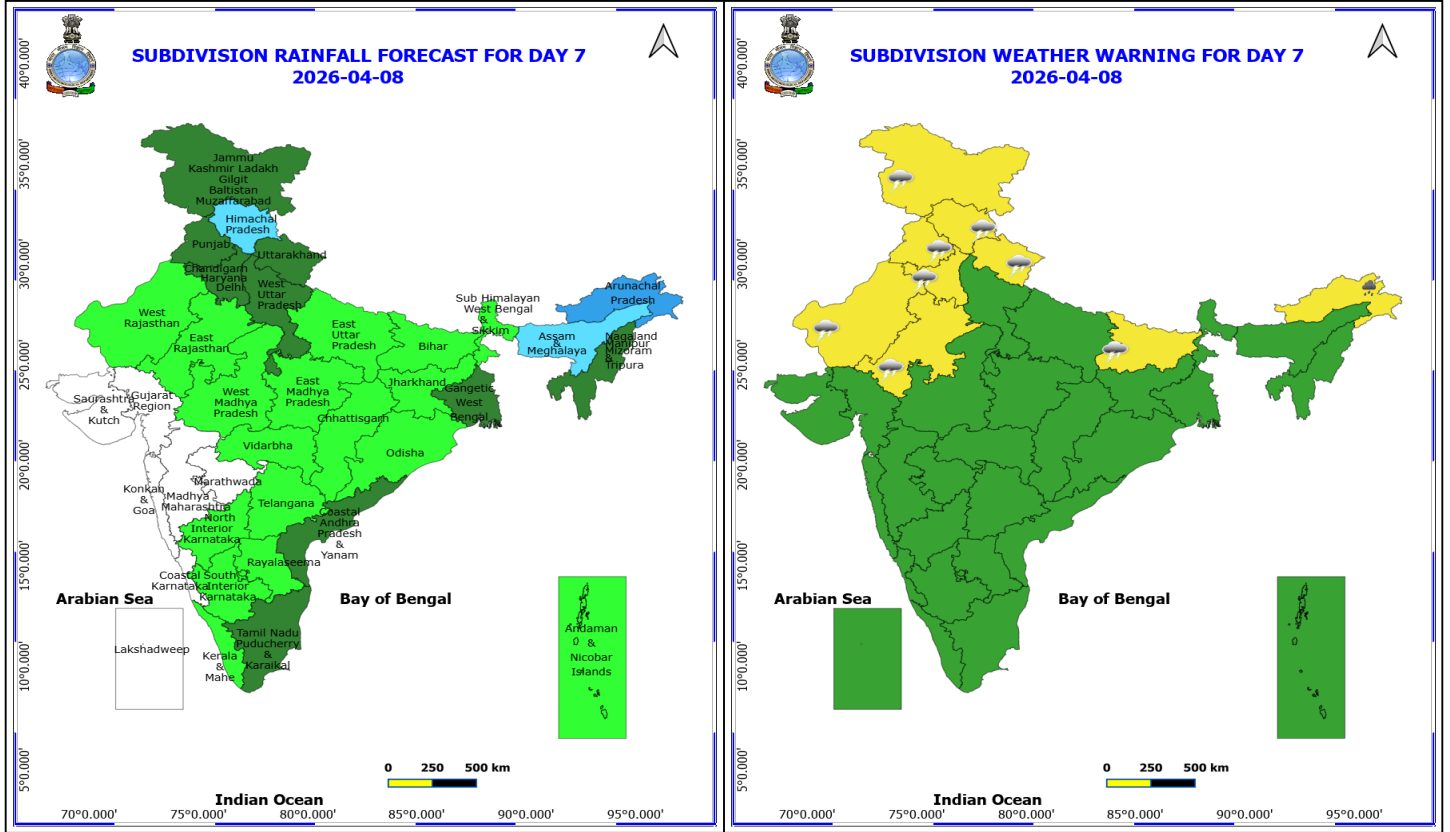 SUBDIVISION RAINFALL FORECAST FOR DAY 7
2026-04-08
40°0.000'
35°0.000'
30°0.000'
25°0.000'
20°0.000'
15°0.000'
10°0.000'
5°0.000'
Jammu
Kashmir Ladakh
Gilgit
Baltistan
Muzaffarabad
Himachal
Pradesh
Punjab
Uttarakhand
Chandigarh
Haryana
Delhi
West
Uttar
Pradesh
West
Rajasthan
East
Rajasthan
East
Uttar
Pradesh
Bihar
Sub Himalayan
West Bengal
&
Sikkim
Arunachal
Pradesh
Assam
&
Meghalaya
Nagaland
Manipur
Mizoram
&
Tripura
Saurashtra
&
Kutch
Gujarat
Region
West
Madhya
Pradesh
East
Madhya
Pradesh
Jharkhand
Gangetic
West
Bengal
Chhattisgarh
Vidarbha
Odisha
Konkan
&
Goa
Madhya
Maharashtra
Marathwada
Telangana
North
Interior
Karnataka
Coastal
Andhra
Pradesh
&
Yanam
Rayalaseema
Coastal
Karnataka
South
Interior
Karnataka
Arabian Sea
Bay of Bengal
Lakshadweep
Kerala
&
Mahe
Tamil Nadu
Puducherry
&
Karaikal
Andaman
&
Nicobar
Islands
0 250 500 km
Indian Ocean
70°0.000' 75°0.000' 80°0.000' 85°0.000' 90°0.000' 95°0.000'
SUBDIVISION WEATHER WARNING FOR DAY 7
2026-04-08
40°0.000'
35°0.000'
30°0.000'
25°0.000'
20°0.000'
15°0.000'
10°0.000'
5°0.000'
Arabian Sea
Bay of Bengal
0 250 500 km
Indian Ocean
70°0.000' 75°0.000' 80°0.000' 85°0.000' 90°0.000' 95°0.000'